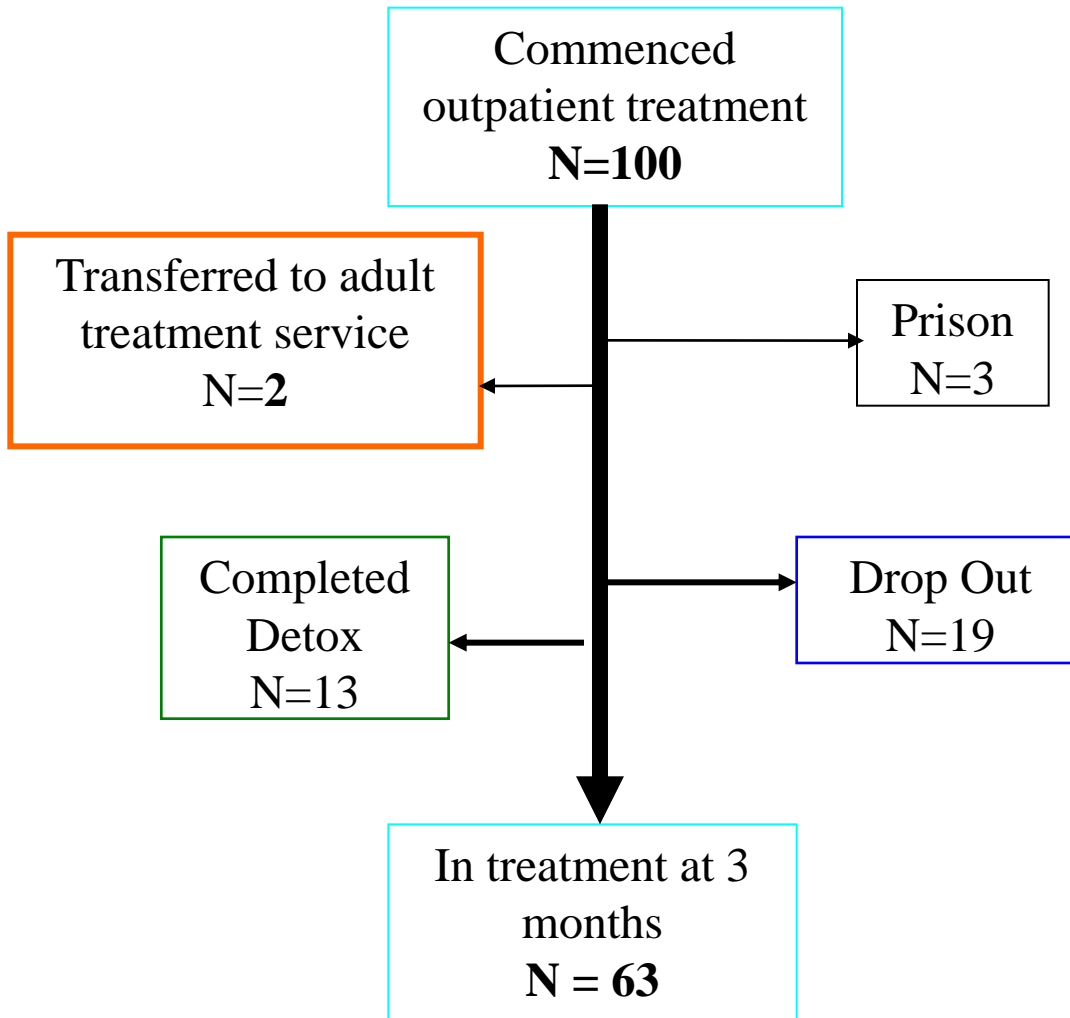 Commenced
outpatient treatment
N=100
Transferred to adult
treatment service
N=2
Prison
N=3
Completed
Detox
N=13
Drop Out
N=19
In treatment at 3
months
N = 63